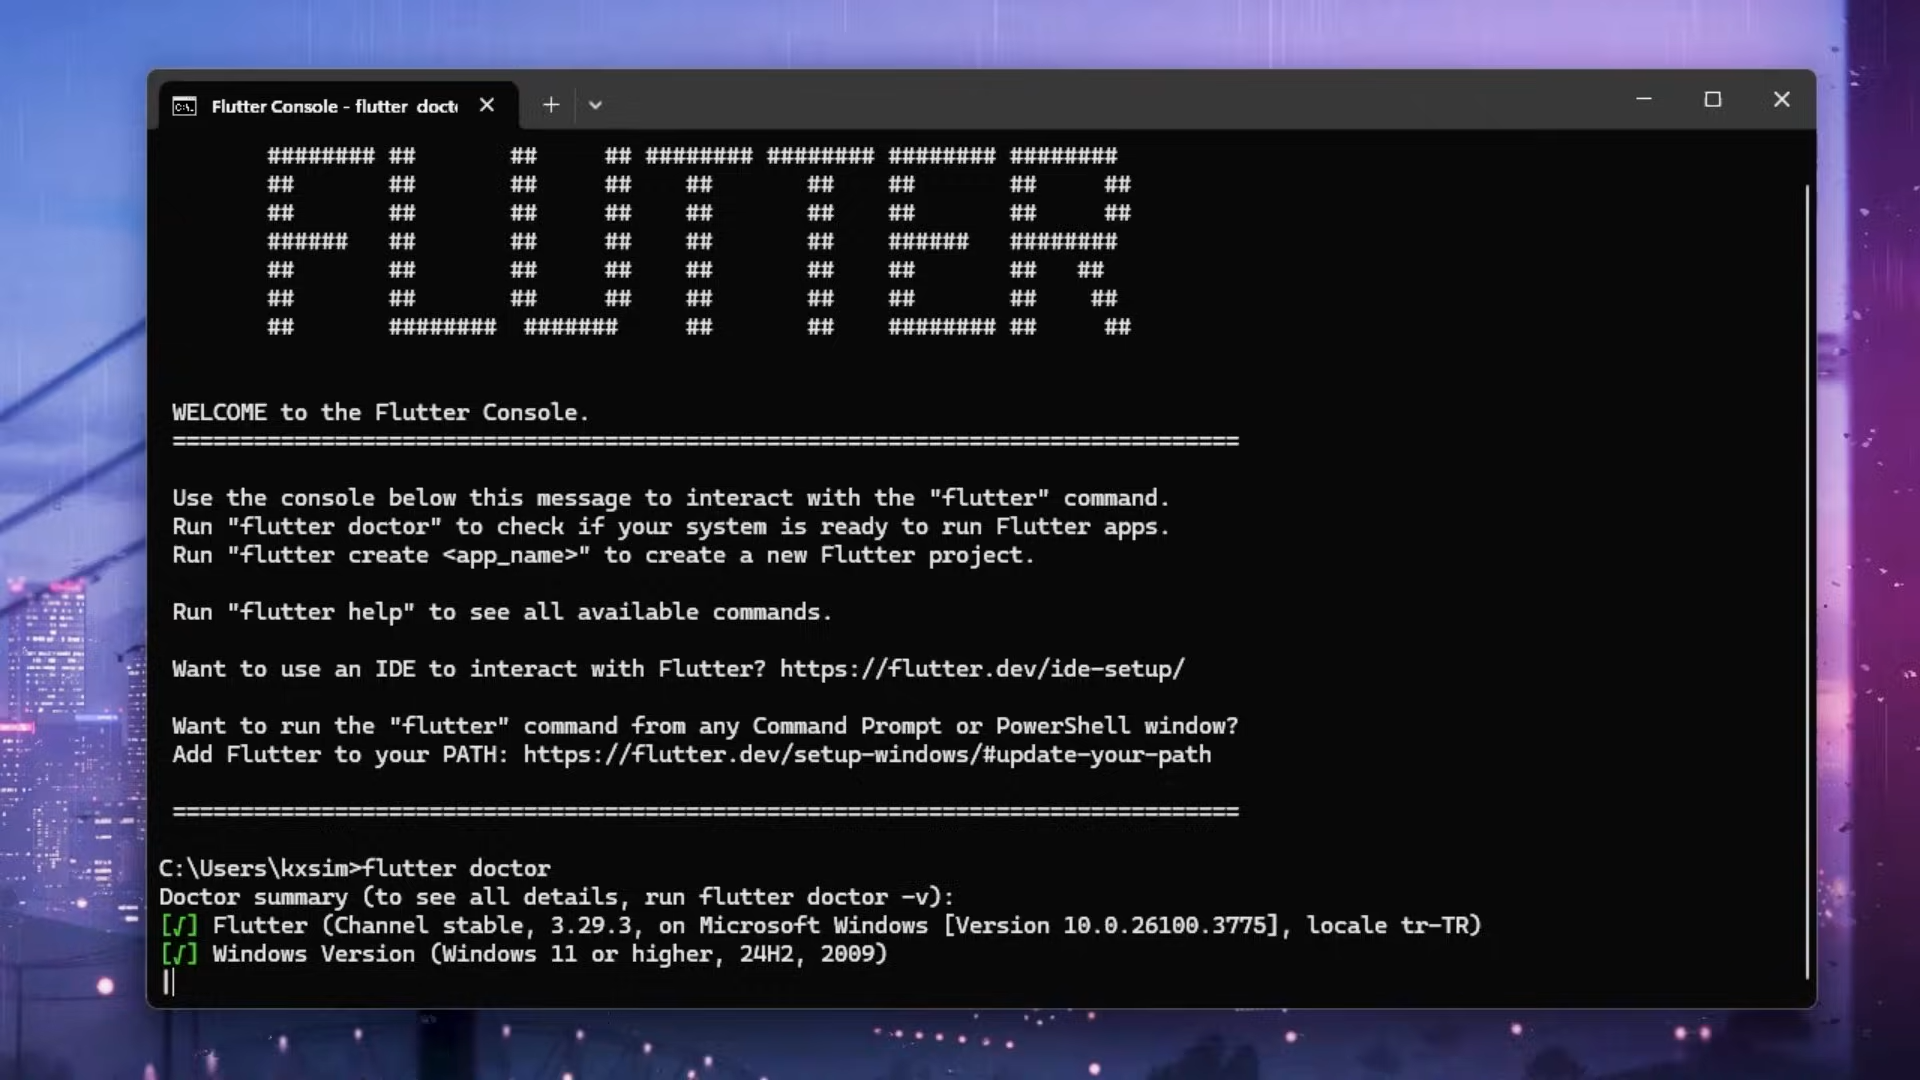 Flutter Console - flutter doct
######## ##       ##     ## ######## ######## ######## ########
##       ##       ##     ##    ##       ##    ##       ##     ##
##       ##       ##     ##    ##       ##    ##       ##     ##
######   ##       ##     ##    ##       ##    ######   ########
##       ##       ##     ##    ##       ##    ##       ##   ##
##       ##       ##     ##    ##       ##    ##       ##    ##
##       ########  #######     ##       ##    ######## ##     ##
WELCOME to the Flutter Console.
===============================================================================
Use the console below this message to interact with the "flutter" command.
Run "flutter doctor" to check if your system is ready to run Flutter apps.
Run "flutter create <app_name>" to create a new Flutter project.
Run "flutter help" to see all available commands.
Want to use an IDE to interact with Flutter? https://flutter.dev/ide-setup/
Want to run the "flutter" command from any Command Prompt or PowerShell window?
Add Flutter to your PATH: https://flutter.dev/setup-windows/#update-your-path
===============================================================================
C:\Users\kxsim>flutter doctor
Doctor summary (to see all details, run flutter doctor -v):
[√] Flutter (Channel stable, 3.29.3, on Microsoft Windows [Version 10.0.26100.3775], locale tr-TR)
[√] Windows Version (Windows 11 or higher, 24H2, 2009)